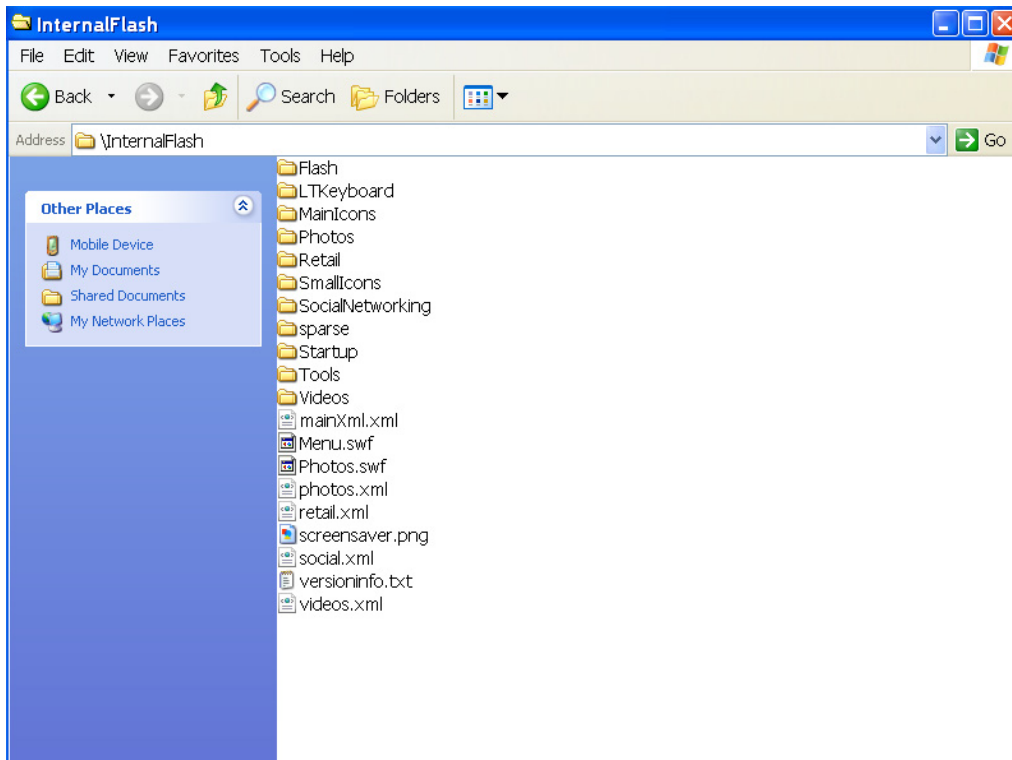 InternalFlash
File Edit View Favorites Tools Help
Back Search Folders
Address \InternalFlash Go
Other Places
Mobile Device
My Documents
Shared Documents
My Network Places
Flash
LTKeyboard
MainIcons
Photos
Retail
SmallIcons
SocialNetworking
sparse
Startup
Tools
Videos
mainXml.xml
Menu.swf
Photos.swf
photos.xml
retail.xml
screensaver.png
social.xml
versioninfo.txt
videos.xml